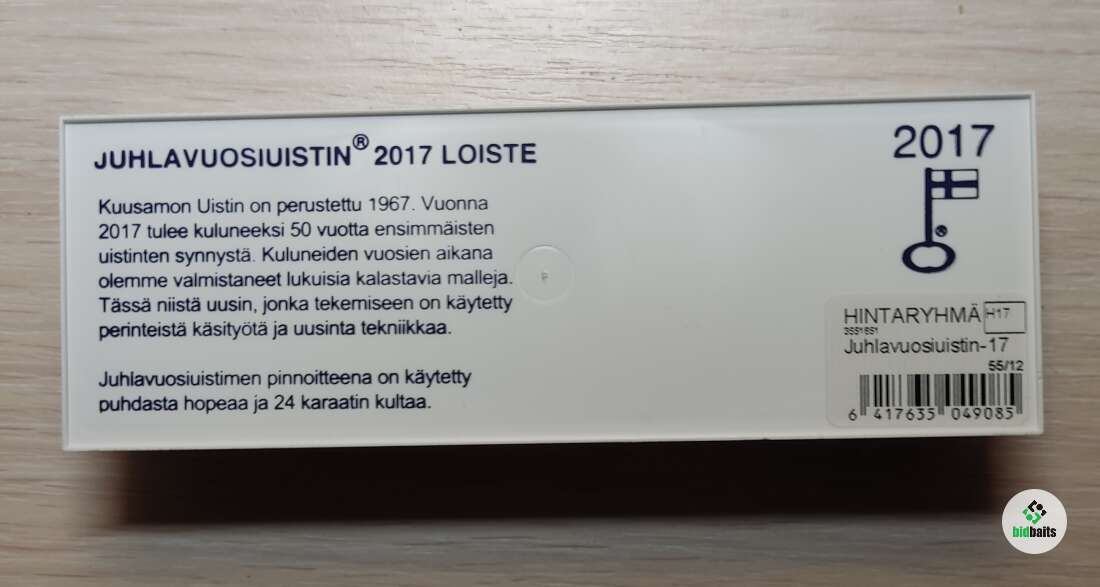 JUHLAVUOSIUISTIN® 2017 LOISTE
Kuusamon Uistin on perustettu 1967. Vuonna
2017 tulee kuluneeksi 50 vuotta ensimmäisten
uistinten synnystä. Kuluneiden vuosien aikana
olemme valmistaneet lukuisia kalastavia malleja.
Tässä niistä uusin, jonka tekemiseen on käytetty
perinteistä käsityötä ja uusinta tekniikkaa.
Juhlavuosiuistimen pinnoitteena on käytetty
puhdasta hopeaa ja 24 karaatin kultaa.
2017
®
HINTARYHMÄ H17
3551551
Juhlavuosiuistin-17
55/12
6 417635 049085
bidbaits